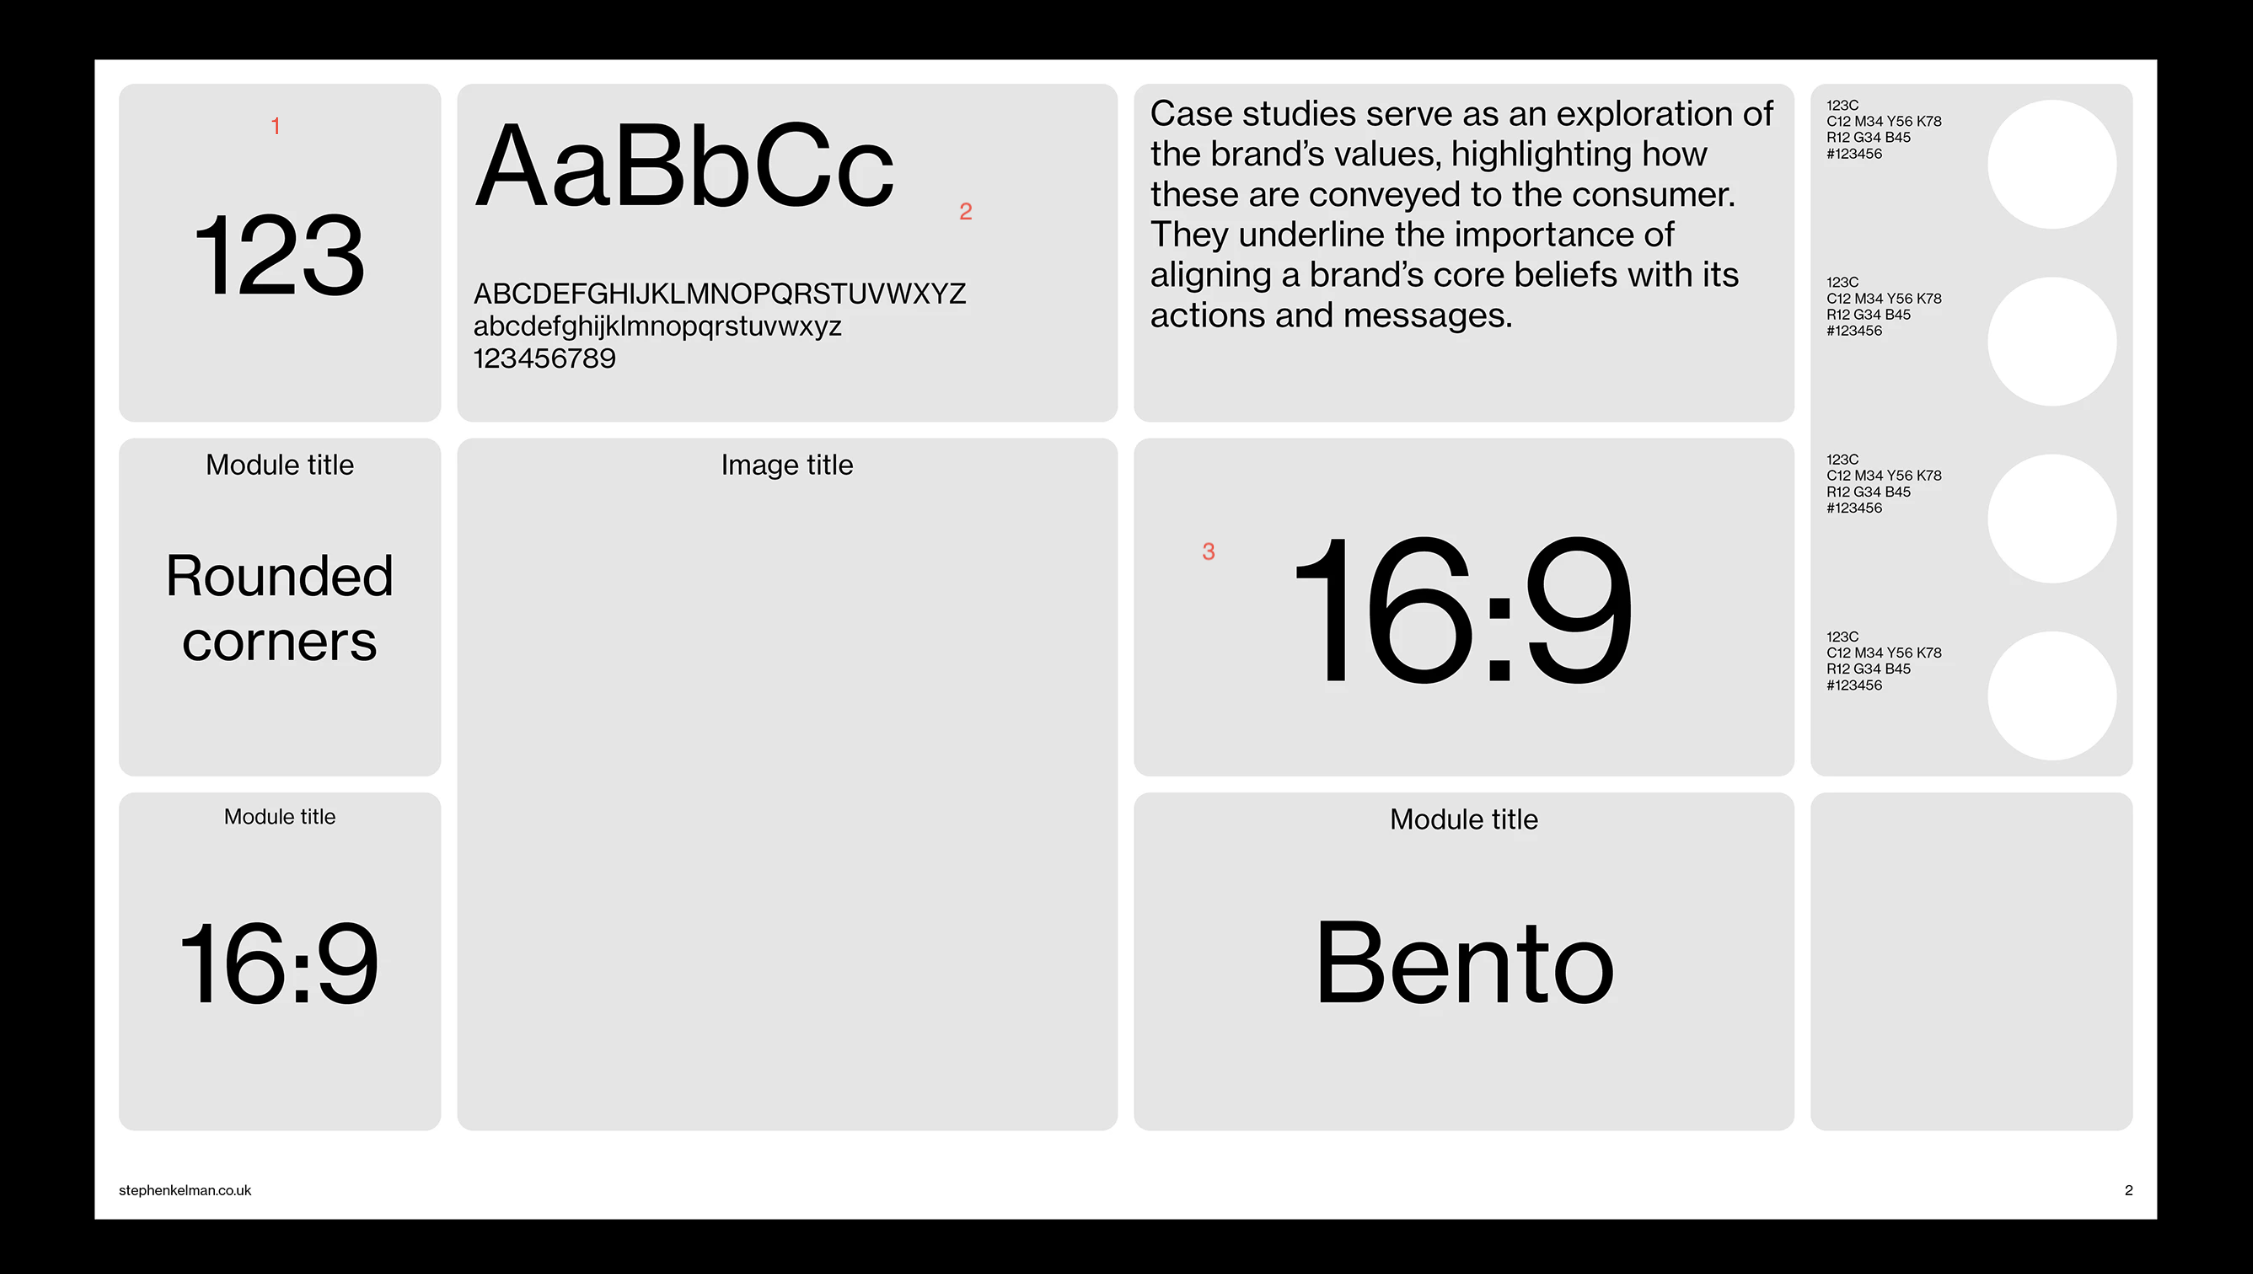 1
123
AaBbCc
2
ABCDEFGHIJKLMNOPQRSTUVWXYZ
abcdefghijklmnopqrstuvwxyz
123456789
Case studies serve as an exploration of
the brand’s values, highlighting how
these are conveyed to the consumer.
They underline the importance of
aligning a brand’s core beliefs with its
actions and messages.
123C
C12 M34 Y56 K78
R12 G34 B45
#123456
123C
C12 M34 Y56 K78
R12 G34 B45
#123456
123C
C12 M34 Y56 K78
R12 G34 B45
#123456
123C
C12 M34 Y56 K78
R12 G34 B45
#123456
Module title
Rounded
corners
Image title
3
16:9
Module title
16:9
Module title
Bento
stephenkelman.co.uk
2